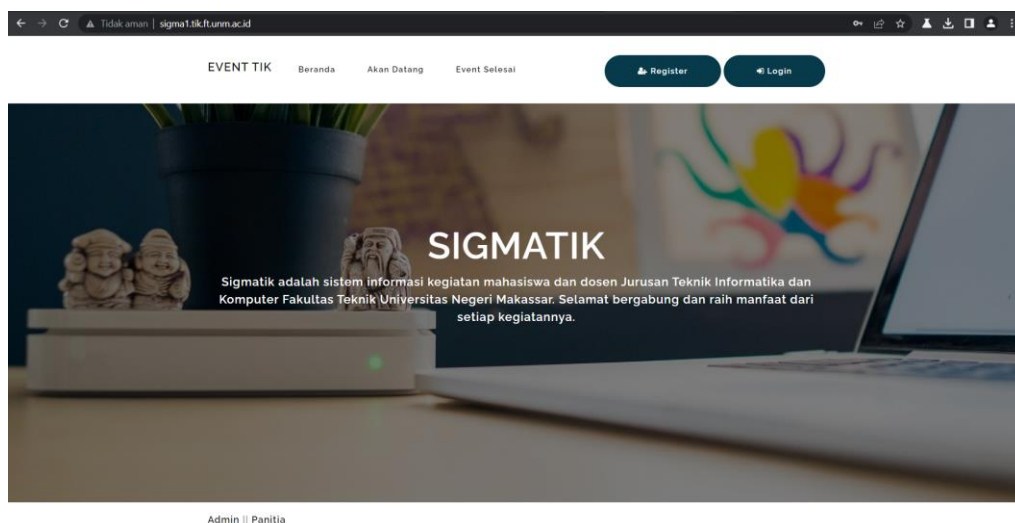 Tidak aman | sigma1.tik.ft.unm.ac.id
EVENT TIK Beranda Akan Datang Event Selesai Register Login
SIGMATIK
Sigmatik adalah sistem informasi kegiatan mahasiswa dan dosen Jurusan Teknik Informatika dan
Komputer Fakultas Teknik Universitas Negeri Makassar. Selamat bergabung dan raih manfaat dari
setiap kegiatannya.
Admin || Panitia